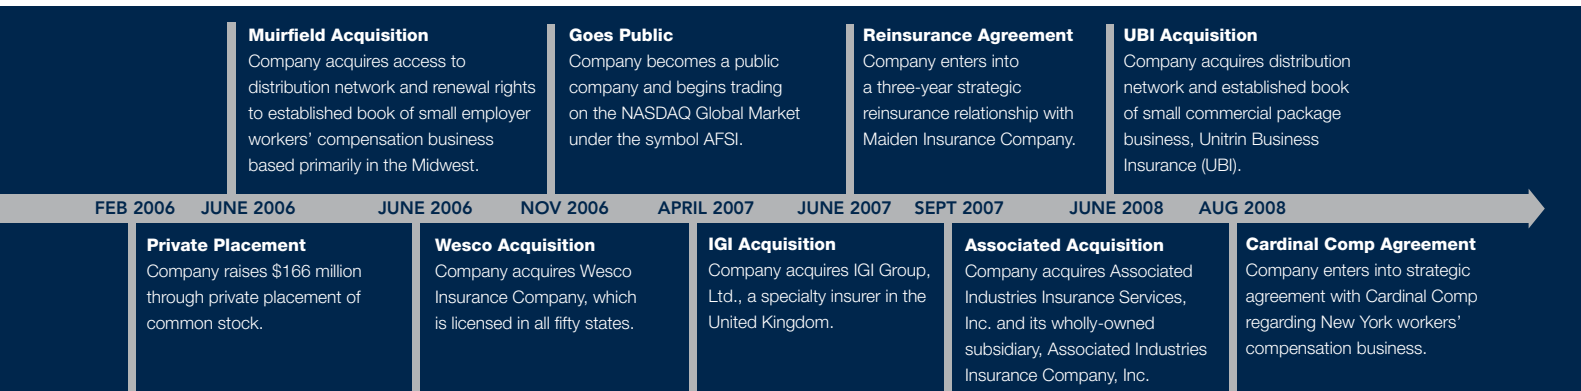 Muirfield Acquisition
Company acquires access to
distribution network and renewal rights
to established book of small employer
workers’ compensation business
based primarily in the Midwest.
Goes Public
Company becomes a public
company and begins trading
on the NASDAQ Global Market
under the symbol AFSI.
Reinsurance Agreement
Company enters into
a three-year strategic
reinsurance relationship with
Maiden Insurance Company.
UBI Acquisition
Company acquires distribution
network and established book
of small commercial package
business, Unitrin Business
Insurance (UBI).
FEB 2006 JUNE 2006 JUNE 2006 NOV 2006 APRIL 2007 JUNE 2007 SEPT 2007 JUNE 2008 AUG 2008
Private Placement
Company raises $166 million
through private placement of
common stock.
Wesco Acquisition
Company acquires Wesco
Insurance Company, which
is licensed in all fifty states.
IGI Acquisition
Company acquires IGI Group,
Ltd., a specialty insurer in the
United Kingdom.
Associated Acquisition
Company acquires Associated
Industries Insurance Services,
Inc. and its wholly-owned
subsidiary, Associated Industries
Insurance Company, Inc.
Cardinal Comp Agreement
Company enters into strategic
agreement with Cardinal Comp
regarding New York workers’
compensation business.